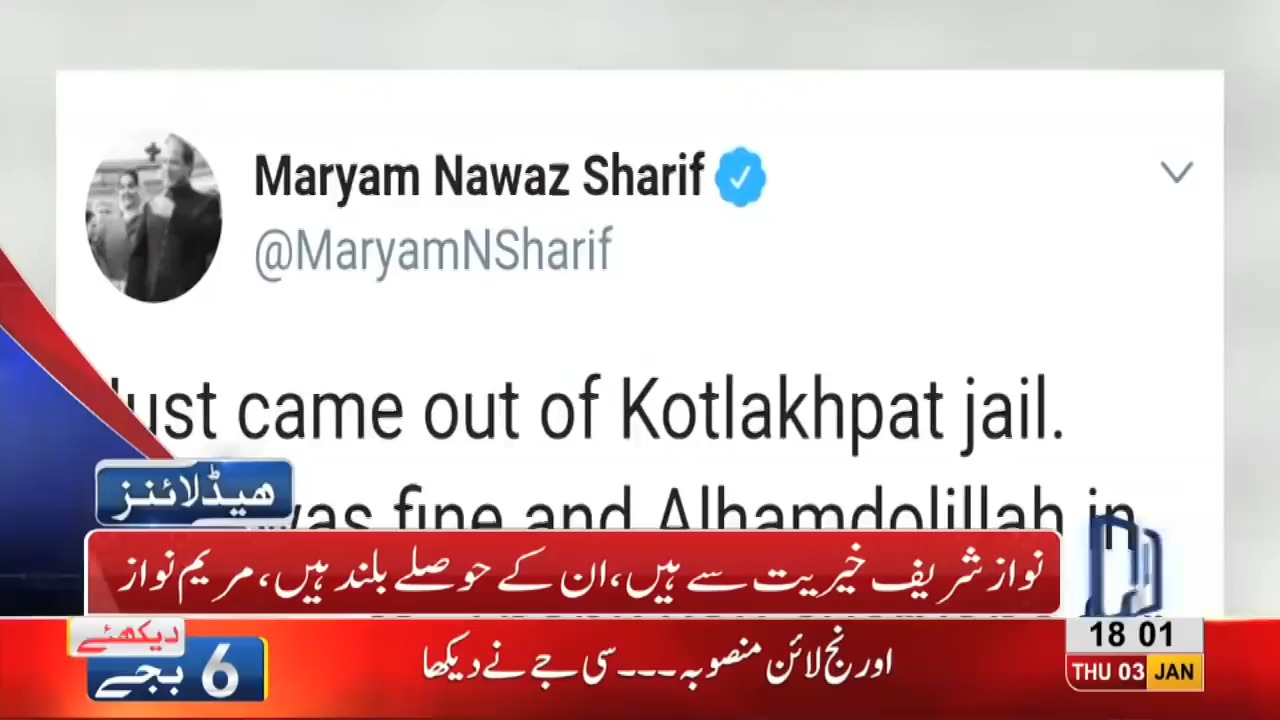 Maryam Nawaz Sharif
@MaryamNSharif
Just came out of Kotlakhpat jail.
was fine and Alhamdolillah in
ہیڈلائنز
نواز شریف خیریت سے ہیں، ان کے حوصلے بلند ہیں، مریم نواز
دیکھئے
6 بجے
اورنج لائن منصوبہ۔۔۔سی جے نے دیکھا
18 01
THU 03 JAN